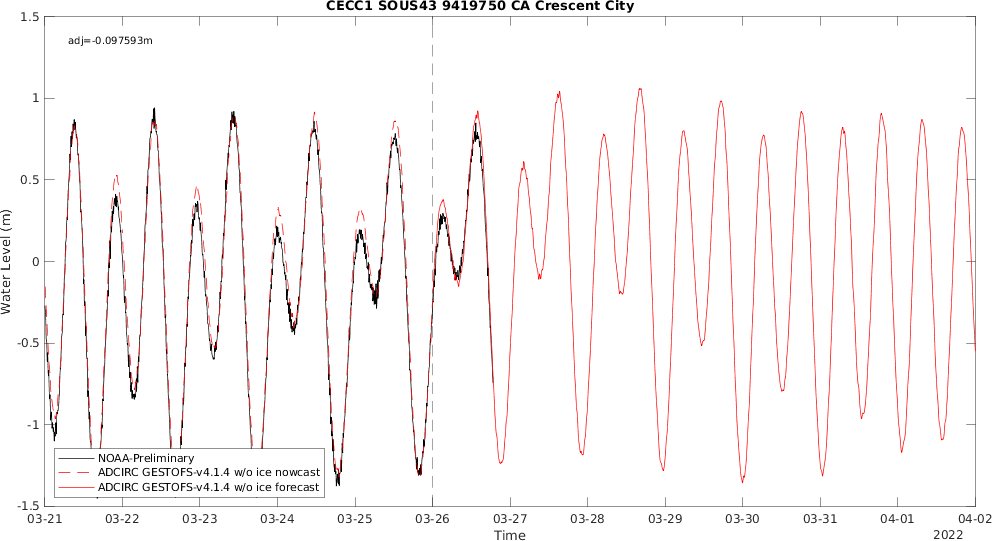 CECC1 SOUS43 9419750 CA Crescent City
adj=-0.097593m
1.5
1
0.5
0
-0.5
-1
-1.5
Water Level (m)
NOAA-Preliminary
ADCIRC GESTOFS-v4.1.4 w/o ice nowcast
ADCIRC GESTOFS-v4.1.4 w/o ice forecast
03-21 03-22 03-23 03-24 03-25 03-26 03-27 03-28 03-29 03-30 03-31 04-01 04-02
Time
2022